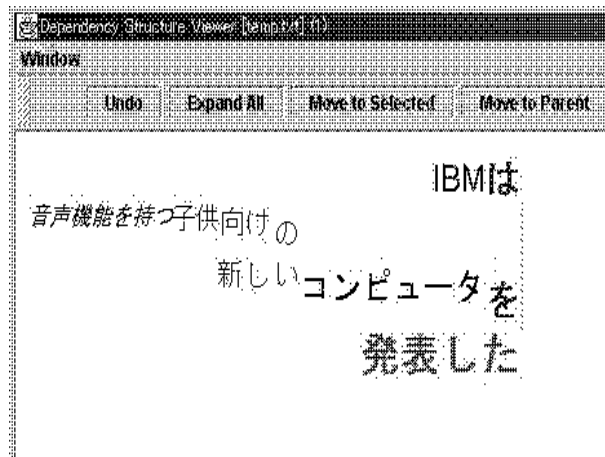 Dependency Structure Viewer [temp.txt] (1)
Window
Undo Expand All Move to Selected Move to Parent
IBMは
音声機能を持つ子供向けの
新しいコンピュータを
発表した